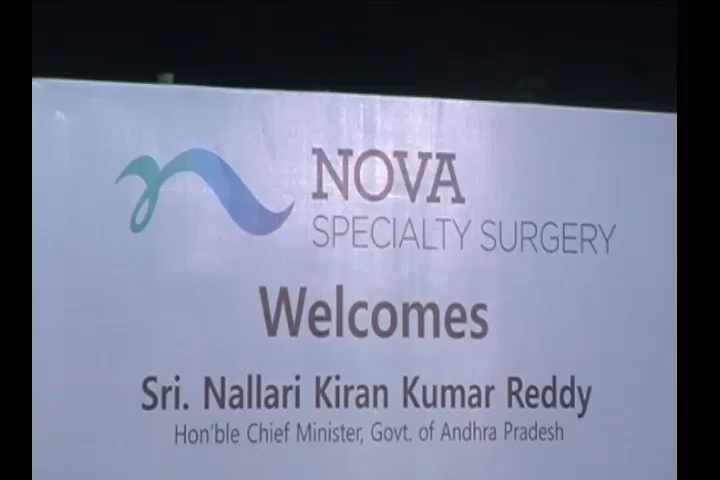 NOVA
SPECIALTY SURGERY
Welcomes
Sri. Nallari Kiran Kumar Reddy
Hon'ble Chief Minister, Govt. of Andhra Pradesh